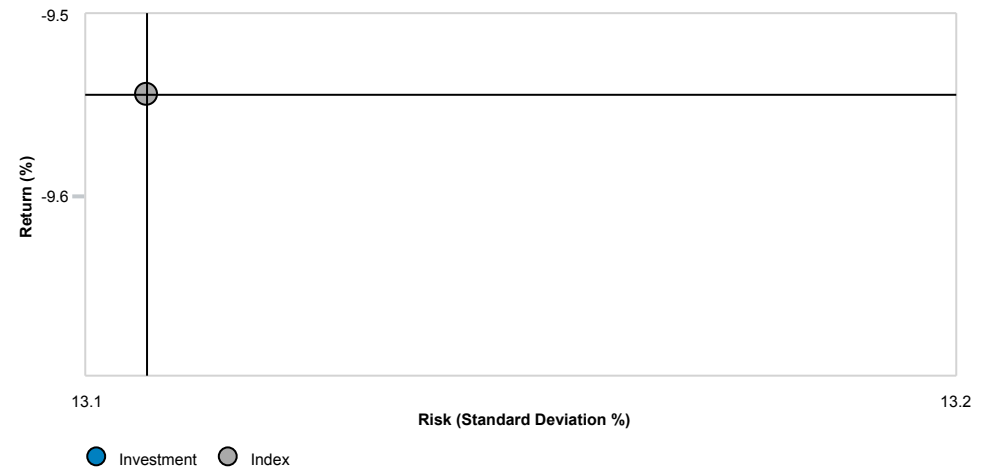 -9.5
Return (%)
-9.6
13.1
13.2
Risk (Standard Deviation %)
Investment
Index